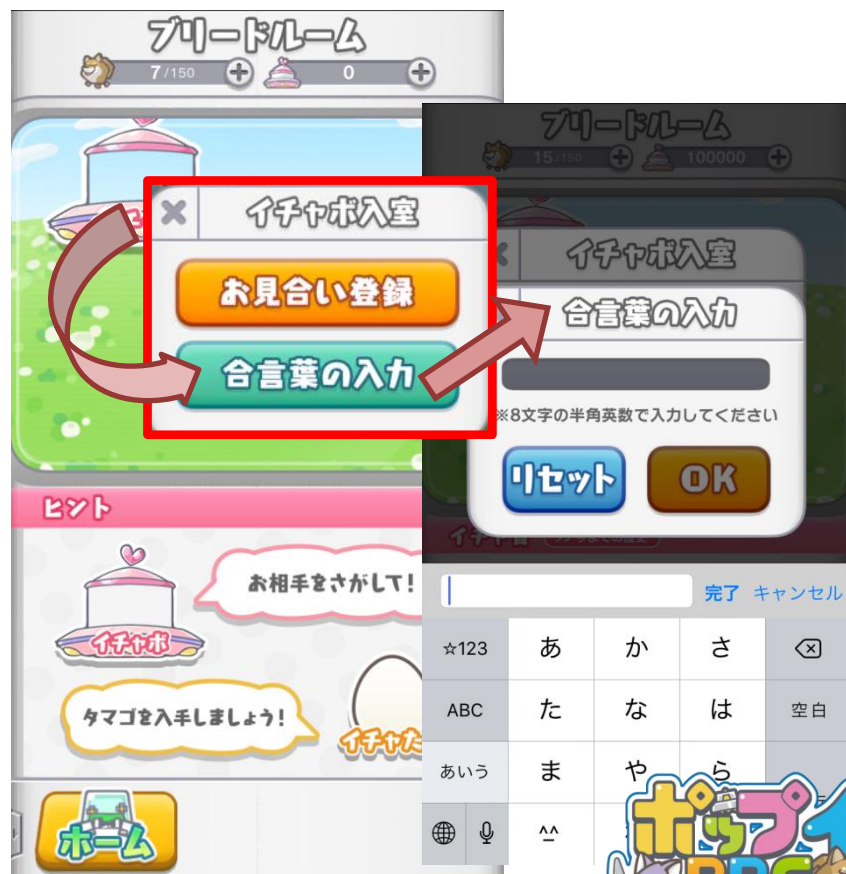 ブリードルーム
7/150
0
イチャボ入室
お見合い登録
合言葉の入力
ヒント
イチャボ
お相手をさがして!
タマゴを入手しましょう!
イチャた
ホーム
ブリードルーム
15/150
100000
イチャボ入室
合言葉の入力
※8文字の半角英数で入力してください
リセット
OK
完了 キャンセル
☆123 あ か さ
ABC た な は 空白
あいう ま や ら
^^
ポップイ
RPG